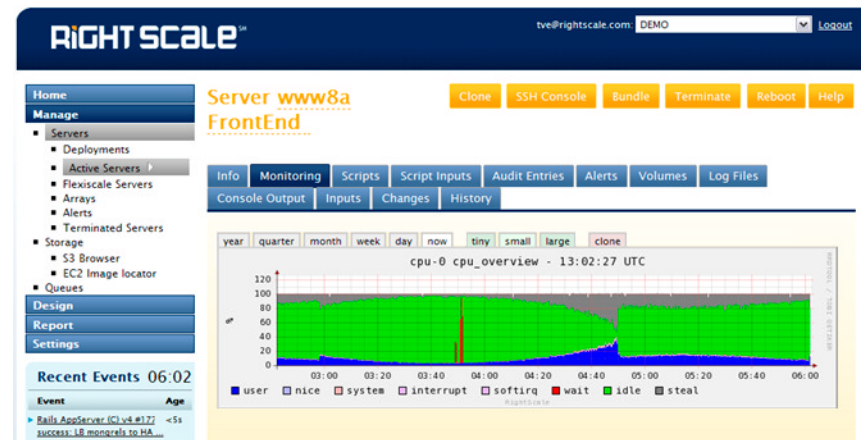 RiGHT SCaLe™
tve@rightscale.com: DEMO
Logout
Home
Manage
Servers
Deployments
Active Servers
Flexiscale Servers
Arrays
Alerts
Terminated Servers
Storage
S3 Browser
EC2 Image locator
Queues
Design
Report
Settings
Recent Events 06:02
Event Age
Rails AppServer (C) v4 #17? <5s
success: LB mongrels to HA ...
Server www8a
FrontEnd
Clone SSH Console Bundle Terminate Reboot Help
Info Monitoring Scripts Script Inputs Audit Entries Alerts Volumes Log Files
Console Output Inputs Changes History
year quarter month week day now tiny small large clone
cpu-0 cpu_overview - 13:02:27 UTC
120
100
80
60
40
20
0
%
03:00 03:20 03:40 04:00 04:20 04:40 05:00 05:20 05:40 06:00
user nice system interrupt softirq wait idle steal
RightScale
RRDTOOL / TOBI OETIKER